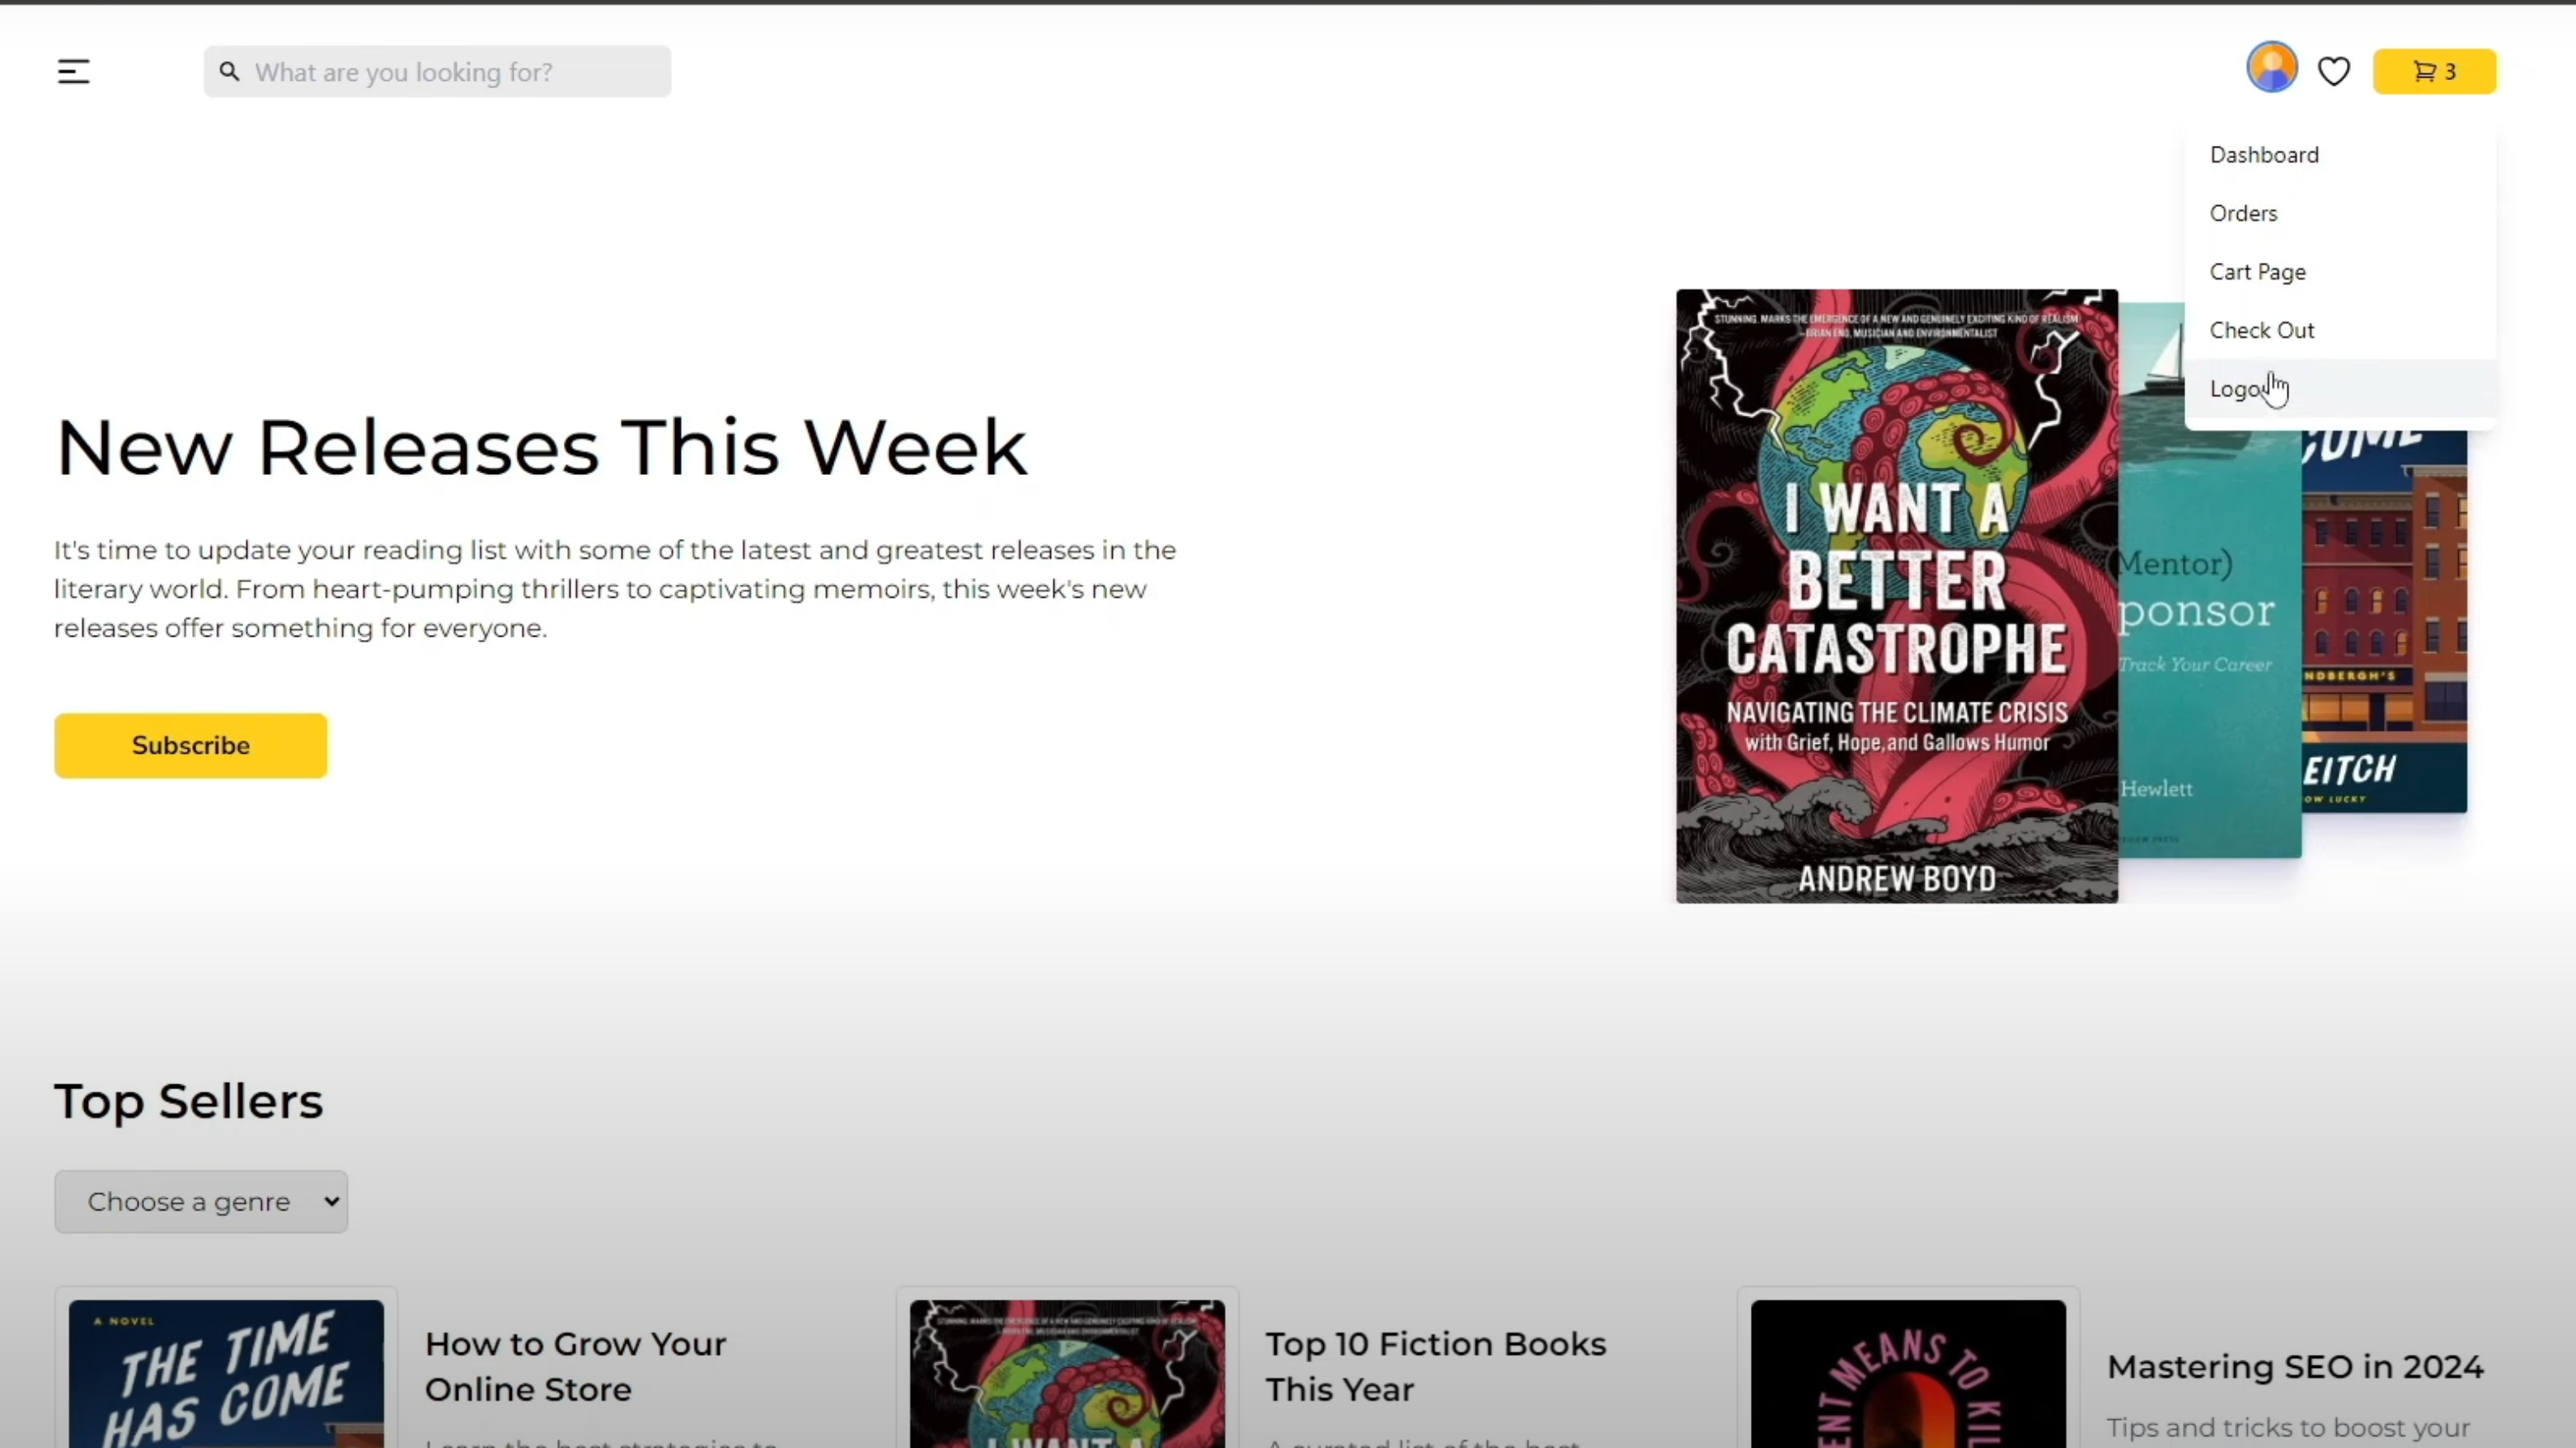 What are you looking for?
3
Dashboard
Orders
Cart Page
Check Out
New Releases This Week
It's time to update your reading list with some of the latest and greatest releases in the
literary world. From heart-pumping thrillers to captivating memoirs, this week's new
releases offer something for everyone.
Subscribe
STUNNING. MARKS THE EMERGENCE OF A NEW AND GENUINELY EXCITING KIND OF REALISM
—BRIAN ENO, MUSICIAN AND ENVIRONMENTALIST
I WANT A
BETTER
CATASTROPHE
NAVIGATING THE CLIMATE CRISIS
with Grief, Hope, and Gallows Humor
ANDREW BOYD
Mentor)
ponsor
Track Your Career
Hewlett
NDBERGH'S
EITCH
OW LUCKY
Top Sellers
Choose a genre
A NOVEL
THE TIME
HAS COME
How to Grow Your
Online Store
I WANT A
Top 10 Fiction Books
This Year
ENT MEANS TO KIL
Mastering SEO in 2024
Tips and tricks to boost your